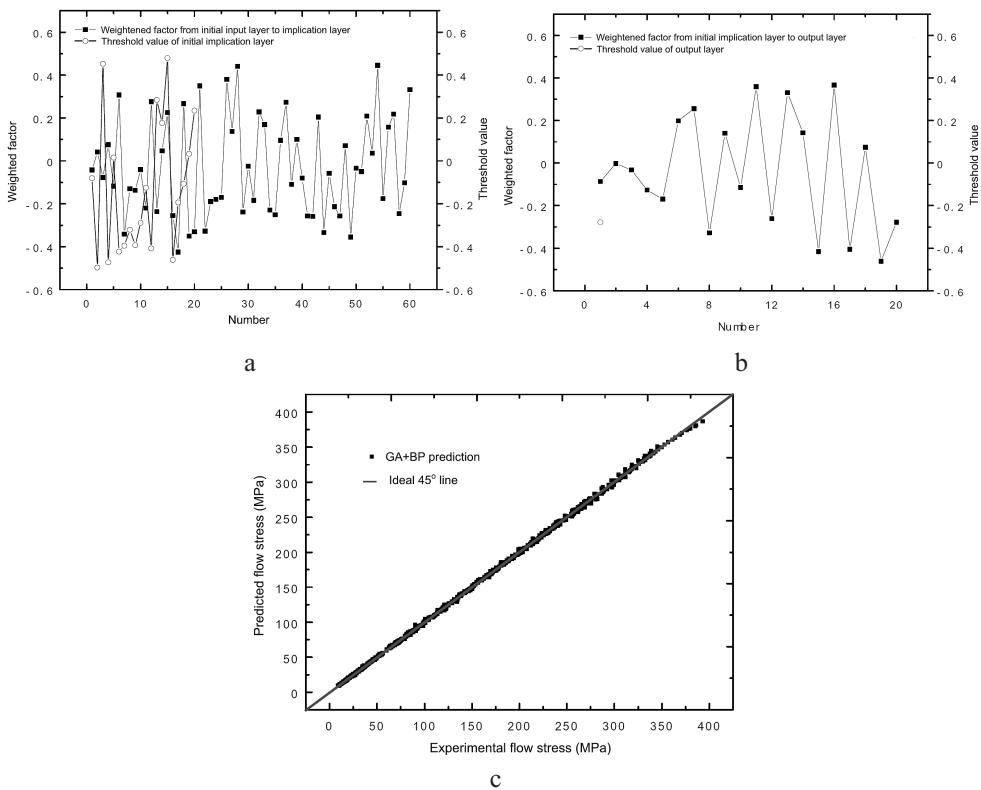 Weightened factor from initial input layer to implication layer
Threshold value of initial implication layer
0.6
0.4
0.2
0
-0.2
-0.4
-0.6
Weighted factor
0.6
0.4
0.2
0
-0.2
-0.4
-0.6
Threshold value
0 10 20 30 40 50 60
Number
a
Weightened factor from initial implication layer to output layer
Threshold value of output layer
0.6
0.4
0.2
0
-0.2
-0.4
-0.6
Weighted factor
0.6
0.4
0.2
0
-0.2
-0.4
-0.6
Threshold value
0 4 8 12 16 20
Number
b
GA+BP prediction
Ideal 45° line
400
350
300
250
200
150
100
50
0
Predicted flow stress (MPa)
0 50 100 150 200 250 300 350 400
Experimental flow stress (MPa)
c